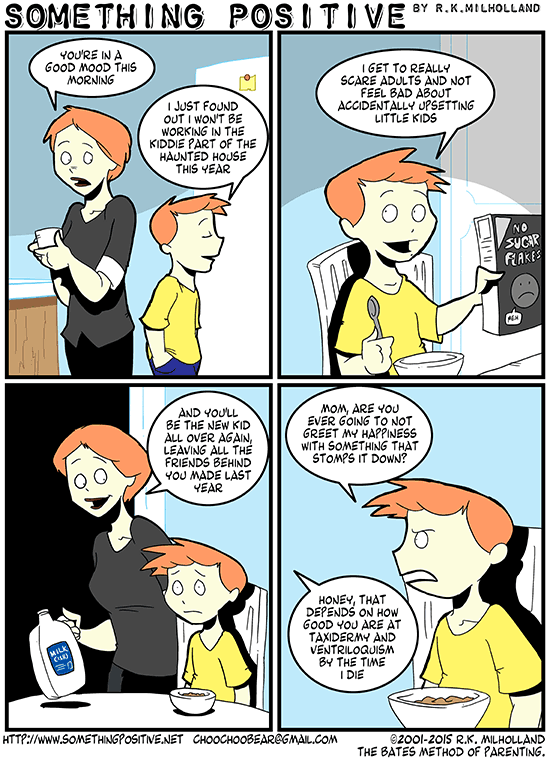 SOMETHING POSITIVE BY R.K.MILHOLLAND
YOU'RE IN A
GOOD MOOD THIS
MORNING
I JUST FOUND
OUT I WON'T BE
WORKING IN THE
KIDDIE PART OF THE
HAUNTED HOUSE
THIS YEAR
I GET TO REALLY
SCARE ADULTS AND NOT
FEEL BAD ABOUT
ACCIDENTALLY UPSETTING
LITTLE KIDS
NO
SUGAR
FLAKES
MEH
AND YOU'LL
BE THE NEW KID
ALL OVER AGAIN,
LEAVING ALL THE
FRIENDS BEHIND
YOU MADE LAST
YEAR
MILK
MOM, ARE YOU
EVER GOING TO NOT
GREET MY HAPPINESS
WITH SOMETHING THAT
STOMPS IT DOWN?
HONEY, THAT
DEPENDS ON HOW
GOOD YOU ARE AT
TAXIDERMY AND
VENTRILOQUISM
BY THE TIME
I DIE
HTTP://WWW.SOMETHINGPOSITIVE.NET CHOOCHOOBEAR@GMAIL.COM ©2001-2015 R.K. MILHOLLAND
THE BATES METHOD OF PARENTING.